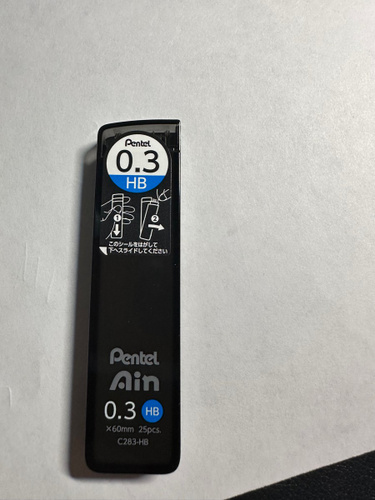 Pentel
0.3
HB
1
2
このシールをはがして
下へスライドしてください
Pentel
Ain
0.3 HB
×60mm 25pcs.
C283-HB